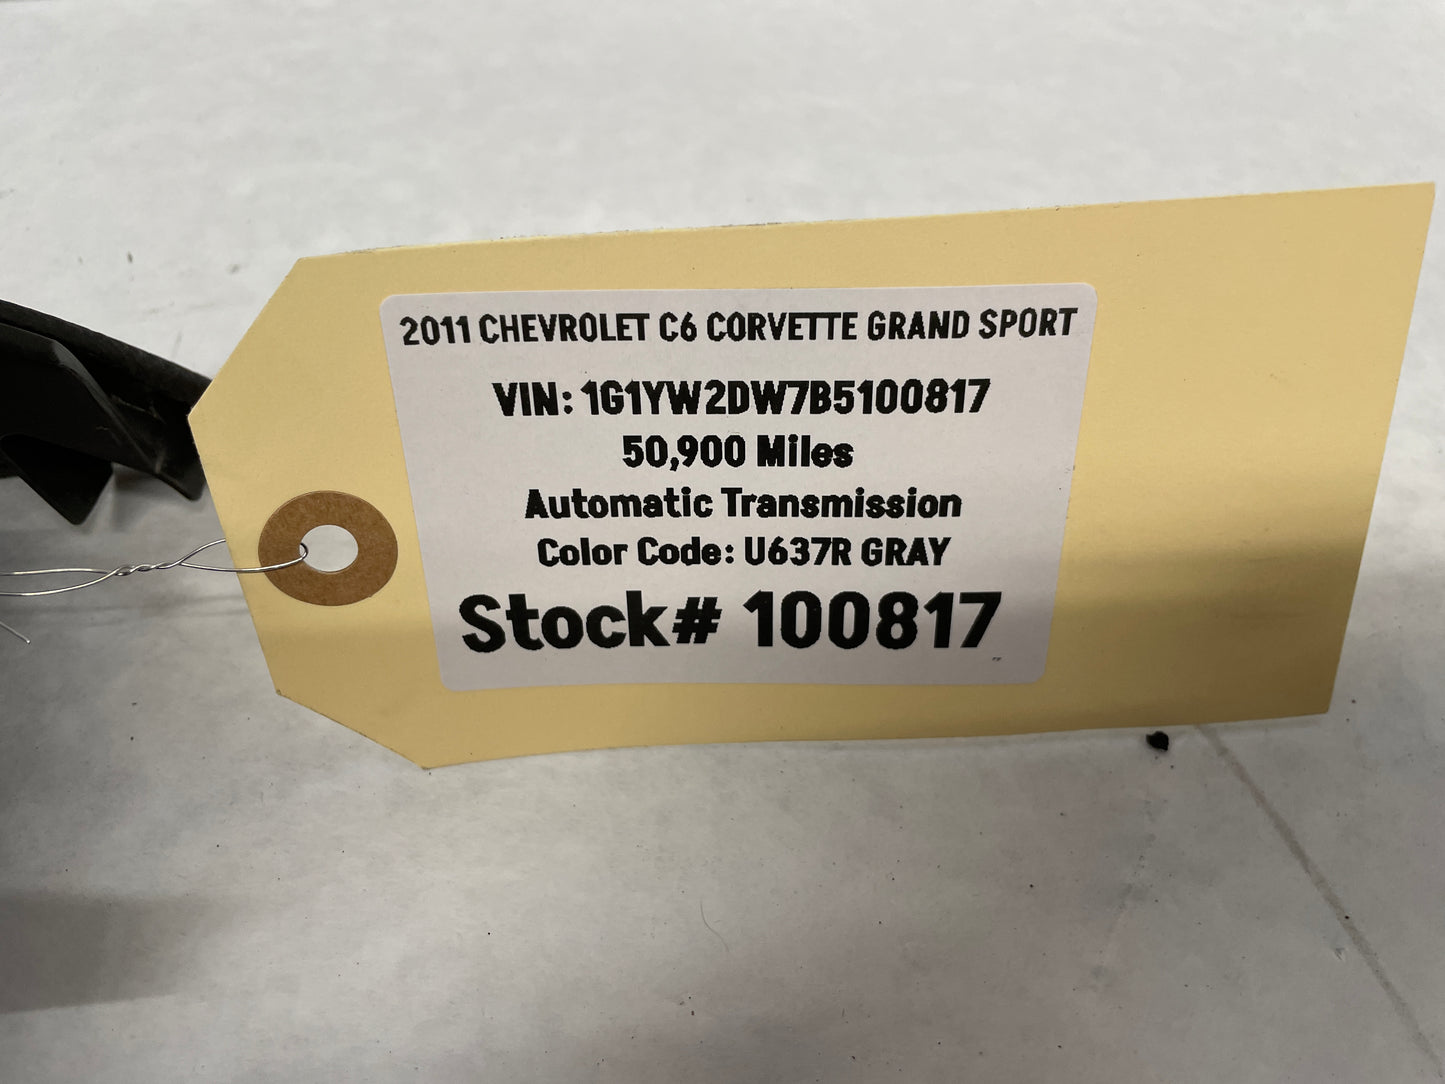 2011 CHEVROLET C6 CORVETTE GRAND SPORT
VIN: 1G1YW2DW7B5100817
50,900 Miles
Automatic Transmission
Color Code: U637R GRAY
Stock# 100817